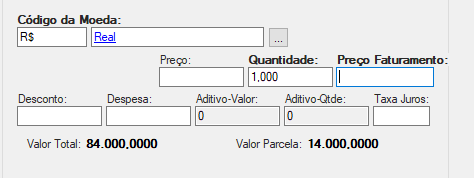 Código da Moeda:
R$ Real ...
Preço: Quantidade: Preço Faturamento:
1,000
Desconto: Despesa: Aditivo-Valor: Aditivo-Qtde: Taxa Juros:
0 0
Valor Total: 84.000,0000 Valor Parcela: 14.000,0000